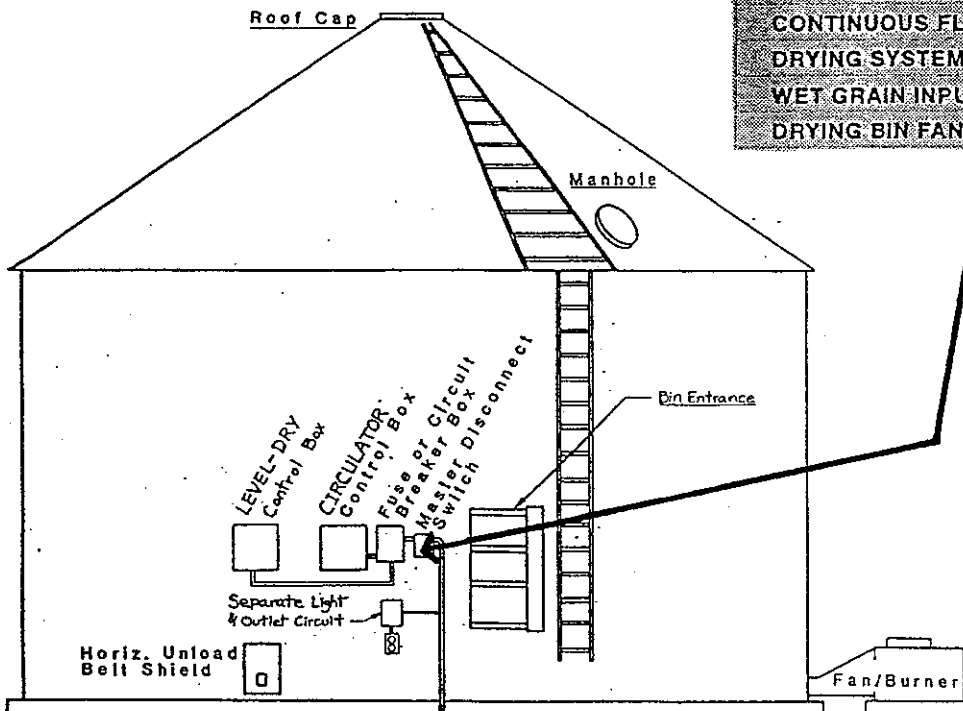 Roof Cap
CONTINUOUS FL
DRYING SYSTEM
WET GRAIN INPU
DRYING BIN FAN
Manhole
Bin Entrance
LEVEL-DRY
Control Box
CIRCULATOR
Control Box
Fuse or Circuit
Breaker Box
Master Disconnect
Switch
Separate Light
& Outlet Circuit
Horiz. Unload
Belt Shield
Fan/Burner